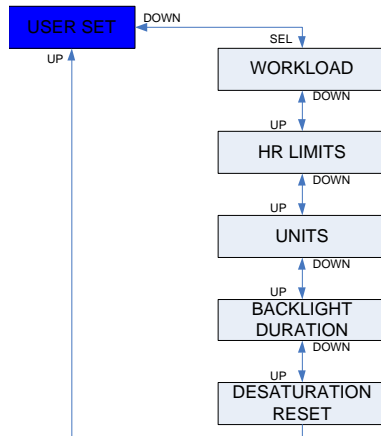 USER SET
DOWN
UP
SEL
WORKLOAD
DOWN
UP
HR LIMITS
DOWN
UP
UNITS
DOWN
UP
BACKLIGHT
DURATION
DOWN
UP
DESATURATION
RESET